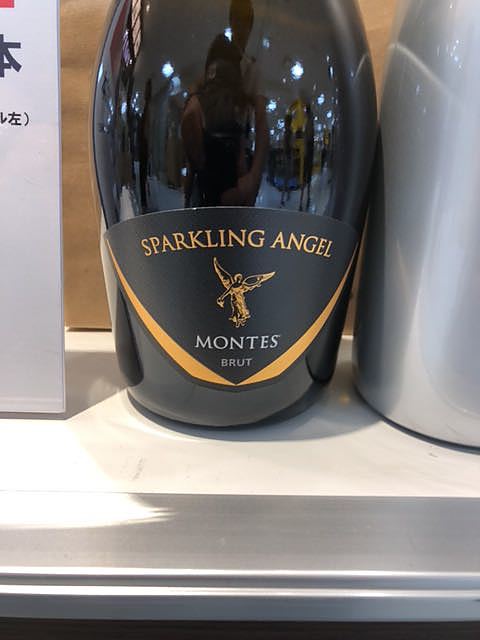 本
ル左）
SPARKLING ANGEL
MONTES
BRUT